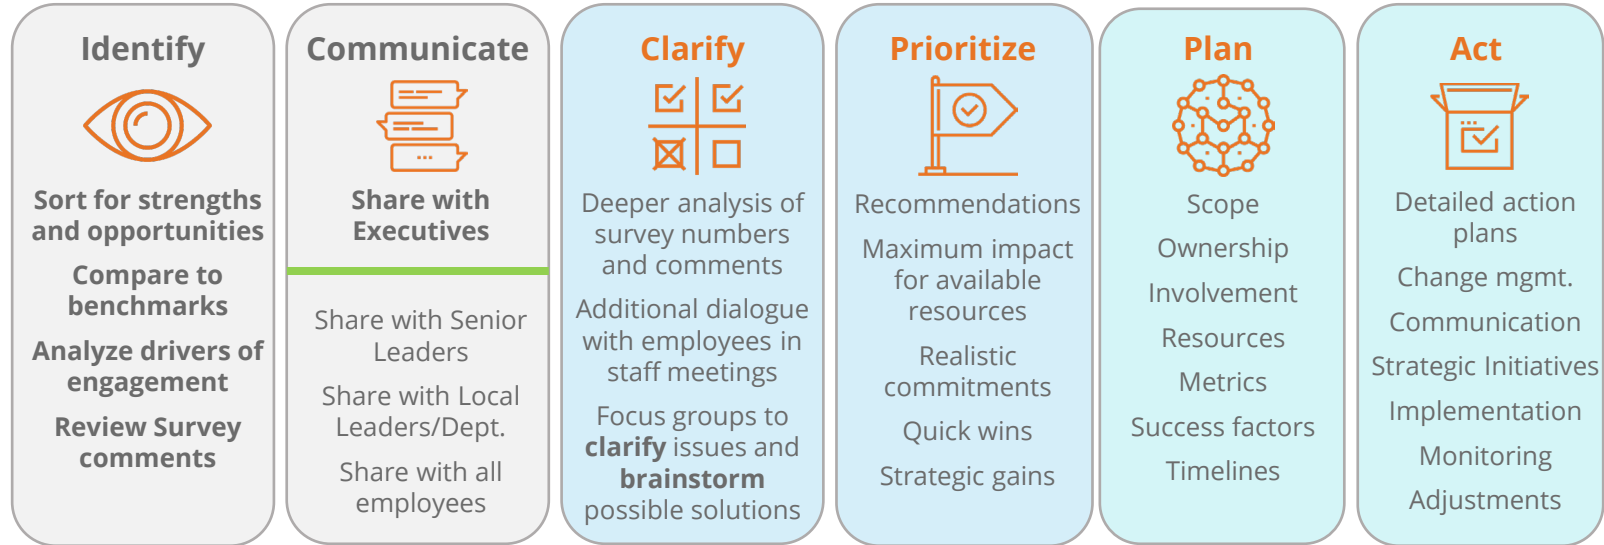 Identify
Sort for strengths
and opportunities
Compare to
benchmarks
Analyze drivers of
engagement
Review Survey
comments
Communicate
Share with
Executives
Share with Senior
Leaders
Share with Local
Leaders/Dept.
Share with all
employees
Clarify
Deeper analysis of
survey numbers
and comments
Additional dialogue
with employees in
staff meetings
Focus groups to
clarify issues and
brainstorm
possible solutions
Prioritize
Recommendations
Maximum impact
for available
resources
Realistic
commitments
Quick wins
Strategic gains
Plan
Scope
Ownership
Involvement
Resources
Metrics
Success factors
Timelines
Act
Detailed action
plans
Change mgmt.
Communication
Strategic Initiatives
Implementation
Monitoring
Adjustments